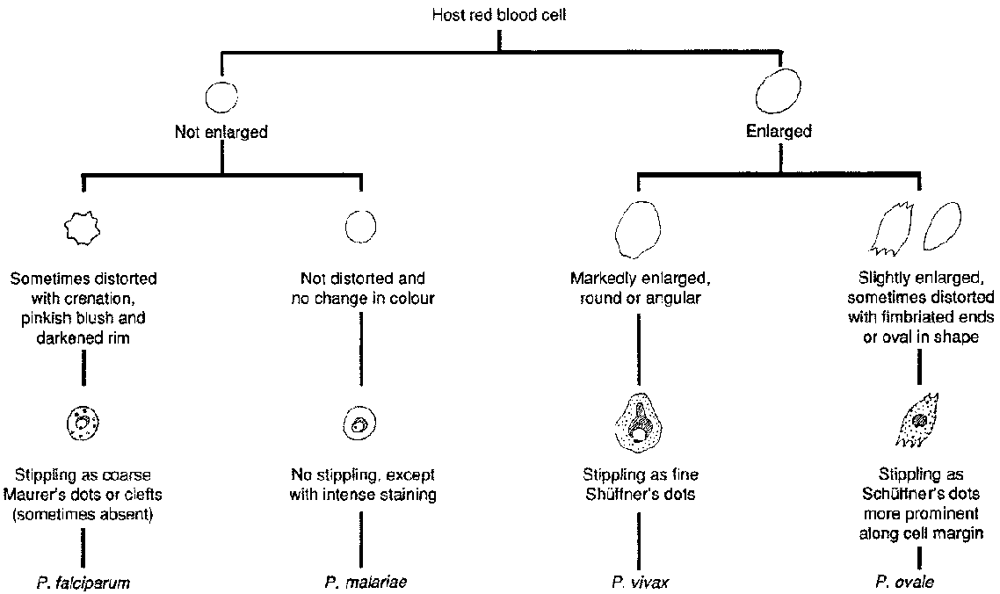 Host red blood cell
Not enlarged
Enlarged
Sometimes distorted
with crenation,
pinkish blush and
darkened rim
Not distorted and
no change in colour
Markedly enlarged,
round or angular
Slightly enlarged,
sometimes distorted
with fimbriated ends
or oval in shape
Stippling as coarse
Maurer's dots or clefts
(sometimes absent)
No stippling, except
with intense staining
Stippling as fine
Shüffner's dots
Stippling as
Schüffner's dots
more prominent
along cell margin
P. falciparum
P. malariae
P. vivax
P. ovale